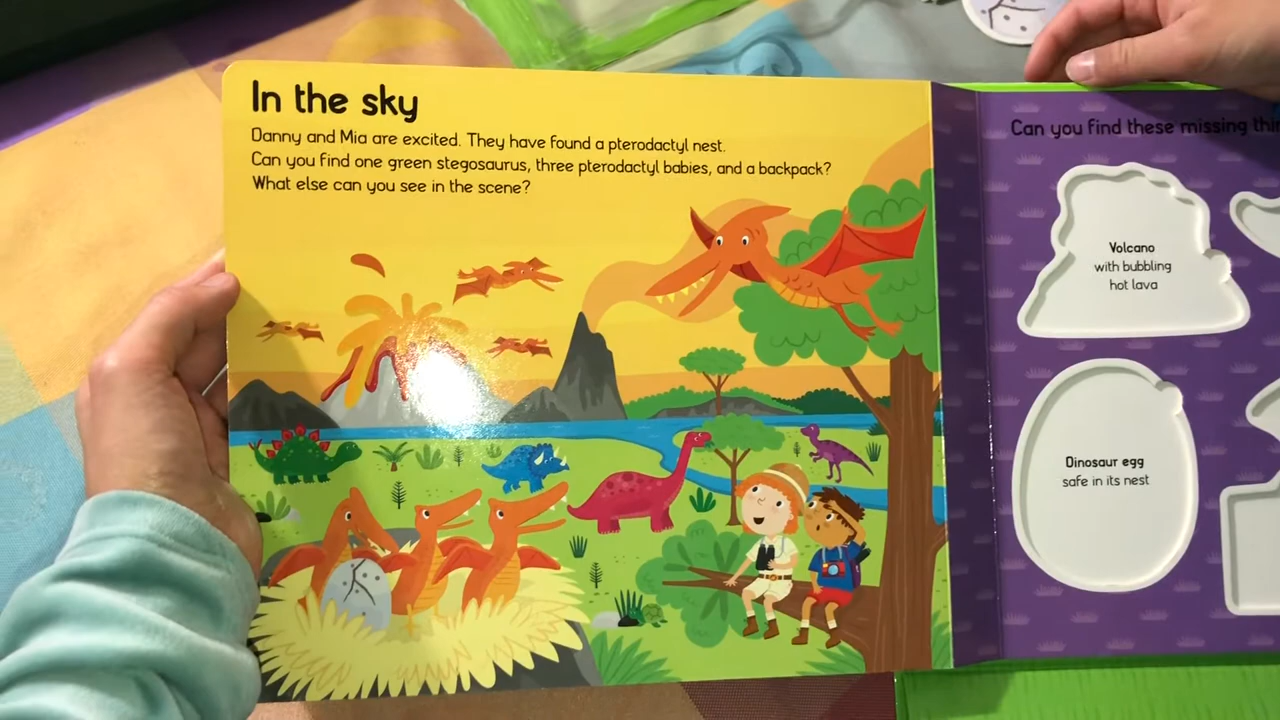 In the sky
Danny and Mia are excited. They have found a pterodactyl nest.
Can you find one green stegosaurus, three pterodactyl babies, and a backpack?
What else can you see in the scene?
Can you find these missing
Volcano
with bubbling
hot lava
Dinosaur egg
safe in its nest